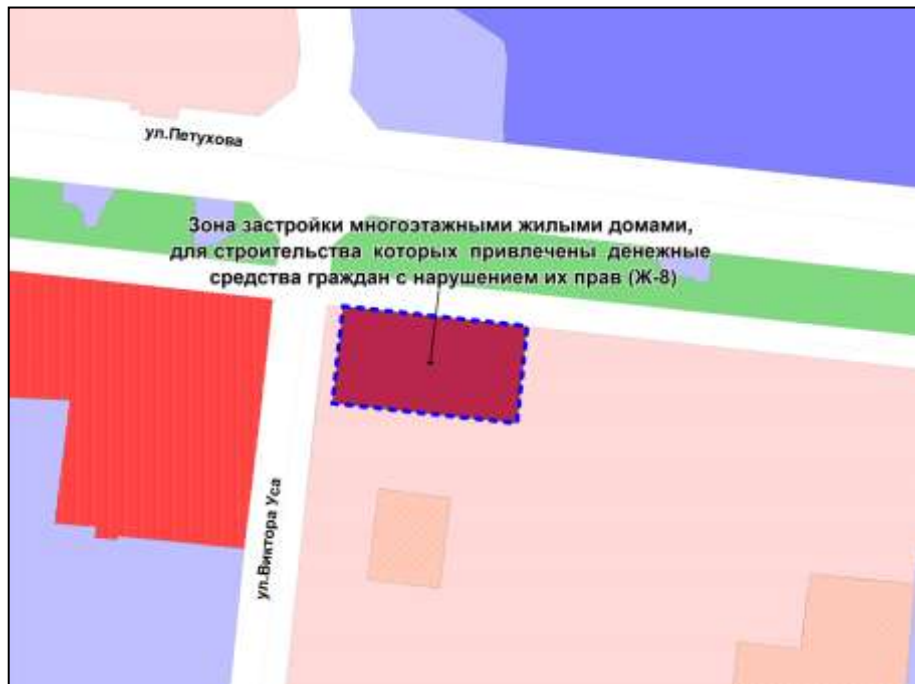 ул.Петухова
Зона застройки многоэтажными жилыми домами,
для строительства которых привлечены денежные
средства граждан с нарушением их прав (Ж-8)
ул.Виктора Уса